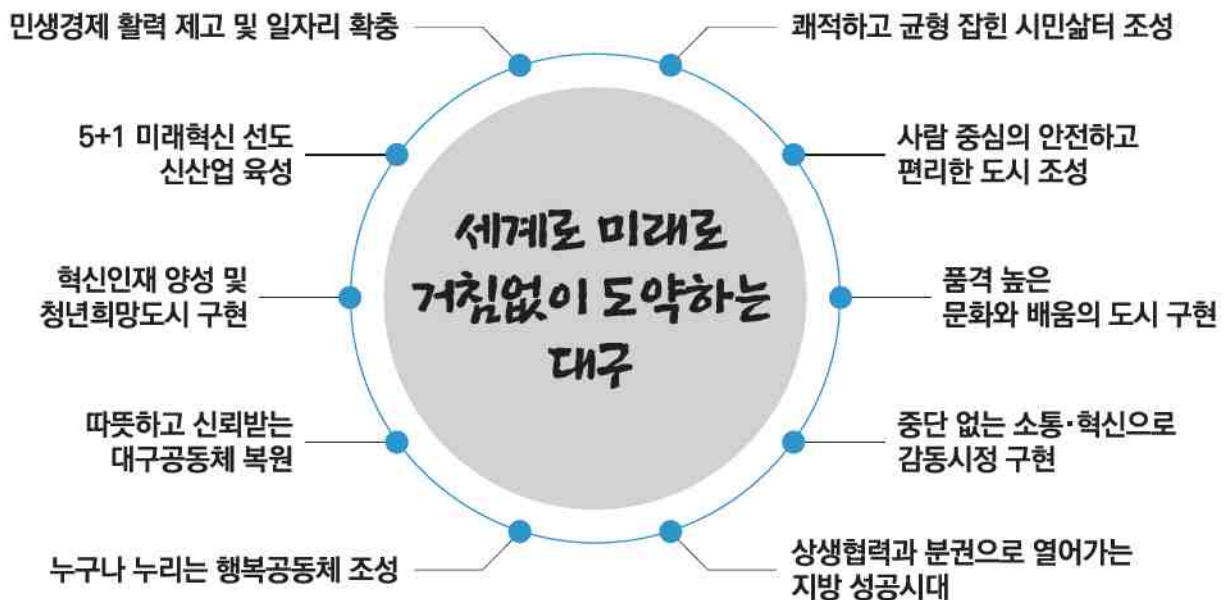 민생경제 활력 제고 및 일자리 확충
5+1 미래혁신 선도
신산업 육성
혁신인재 양성 및
청년희망도시 구현
따뜻하고 신뢰받는
대구공동체 복원
누구나 누리는 행복공동체 조성
세계로 미래로
거침없이 도약하는
대구
쾌적하고 균형 잡힌 시민삶터 조성
사람 중심의 안전하고
편리한 도시 조성
품격 높은
문화와 배움의 도시 구현
중단 없는 소통·혁신으로
감동시정 구현
상생협력과 분권으로 열어가는
지방 성공시대